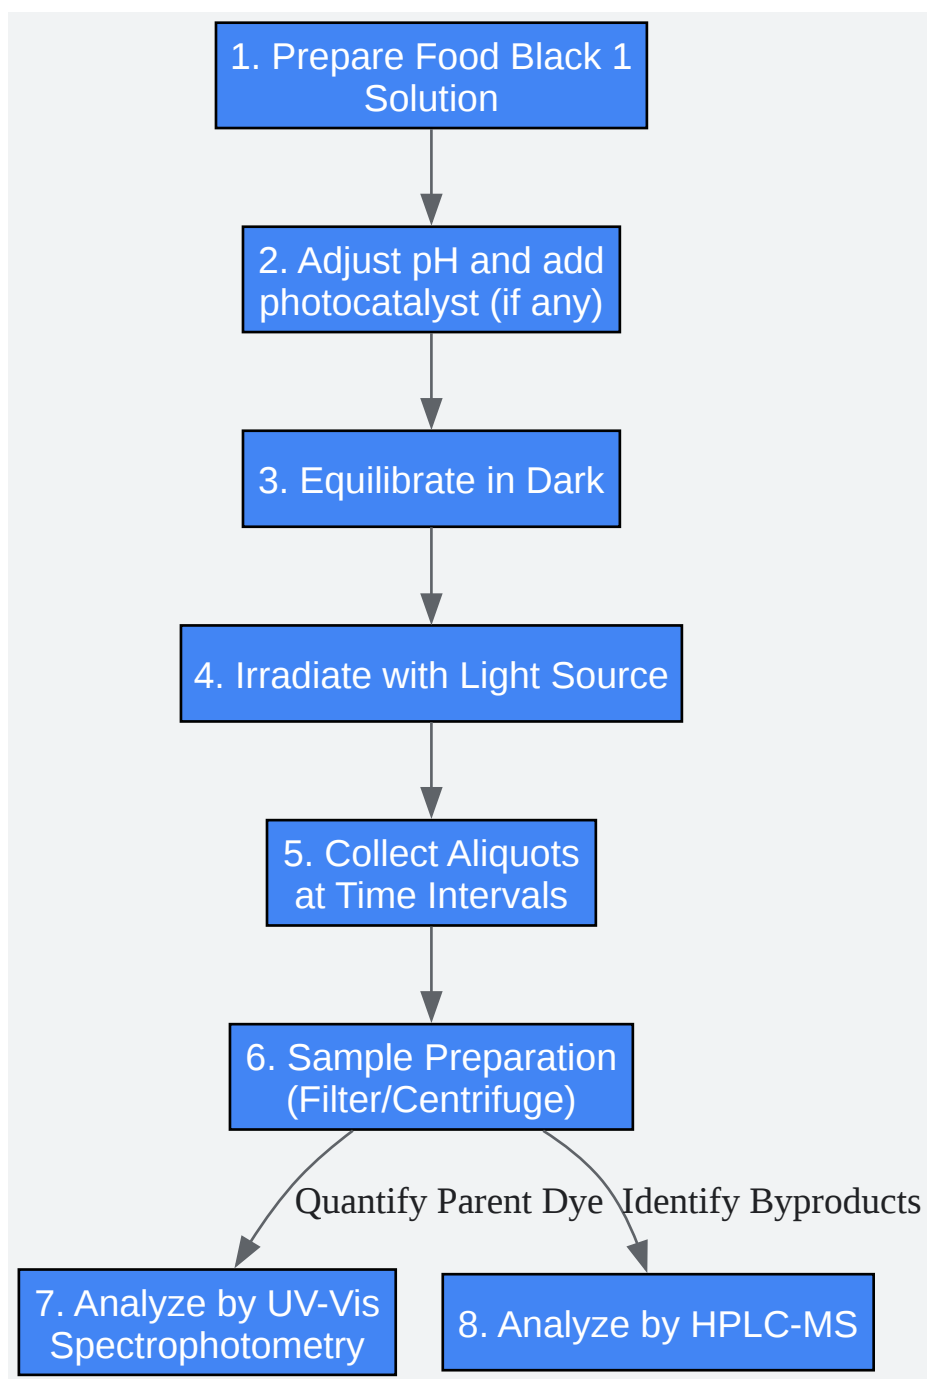 1. Prepare Food Black 1
Solution
2. Adjust pH and add
photocatalyst (if any)
3. Equilibrate in Dark
4. Irradiate with Light Source
5. Collect Aliquots
at Time Intervals
6. Sample Preparation
(Filter/Centrifuge)
Quantify Parent Dye
Identify Byproducts
7. Analyze by UV-Vis
Spectrophotometry
8. Analyze by HPLC-MS